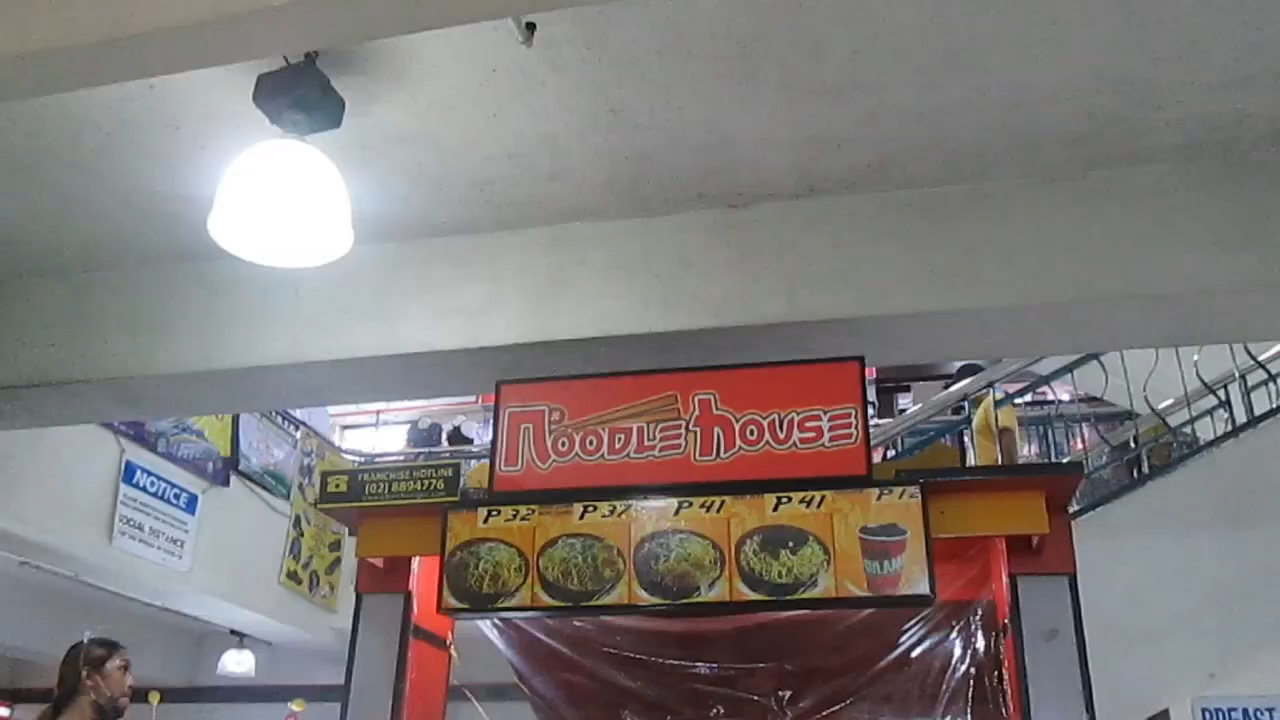 Noodle House
FRANCHISE HOTLINE
(02) 8894776
P32 P37 P41 P41 P12
NOTICE
SOCIAL DISTANCE
BREAST